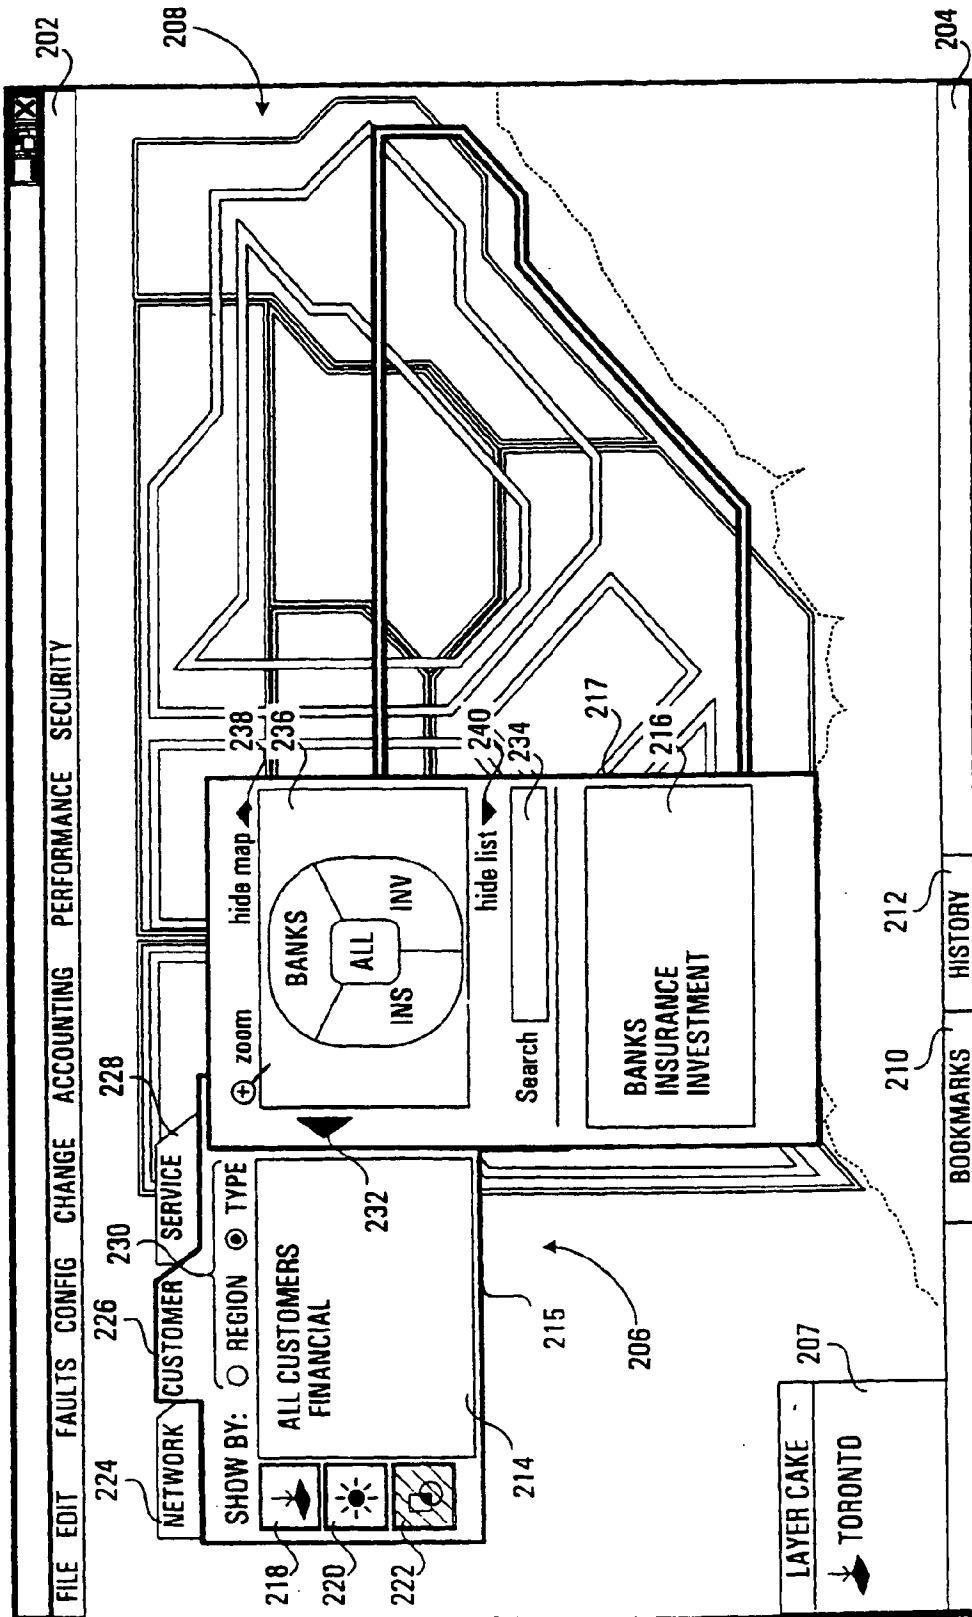 202
208
FILE EDIT FAULTS CONFIG CHANGE ACCOUNTING PERFORMANCE SECURITY
224
226
230
228
NETWORK
CUSTOMER
SERVICE
SHOW BY: REGION TYPE
ALL CUSTOMERS
FINANCIAL
218
220
222
214
232
215
206
zoom
hide map
238
236
BANKS
ALL
INS
INV
hide list
240
234
Search
217
216
BANKS
INSURANCE
INVESTMENT
LAYER CAKE
TORONTO
207
210
212
BOOKMARKS
HISTORY
204